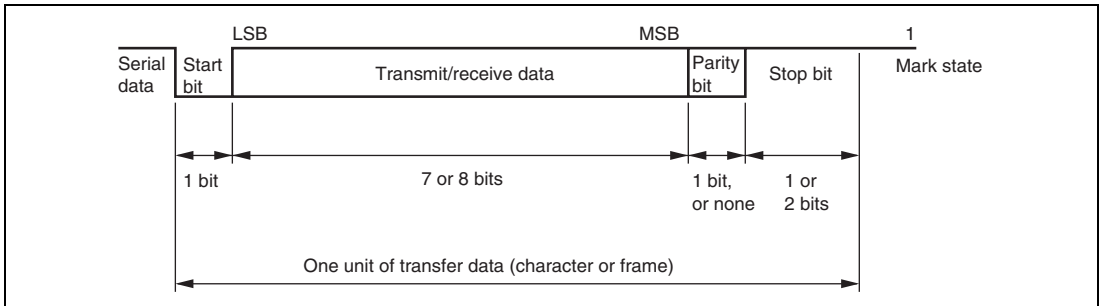 LSB
MSB
1
Serial
data
Start
bit
Transmit/receive data
Parity
bit
Stop bit
Mark state
1 bit
7 or 8 bits
1 bit,
or none
1 or
2 bits
One unit of transfer data (character or frame)